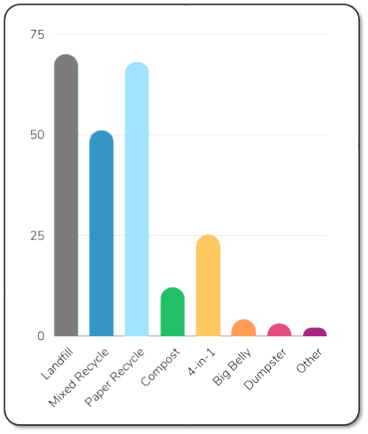 75
50
25
0
Landfill
Mixed Recycle
Paper Recycle
Compost
4-in-1
Big Belly
Dumpster
Other